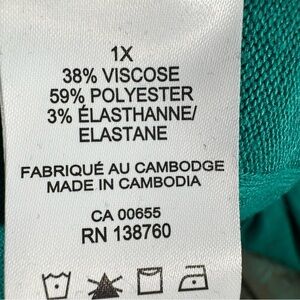 1X
38% VISCOSE
59% POLYESTER
3% ÉLASTHANNE/
ELASTANE
FABRIQUÉ AU CAMBODGE
MADE IN CAMBODIA
CA 00655
RN 138760